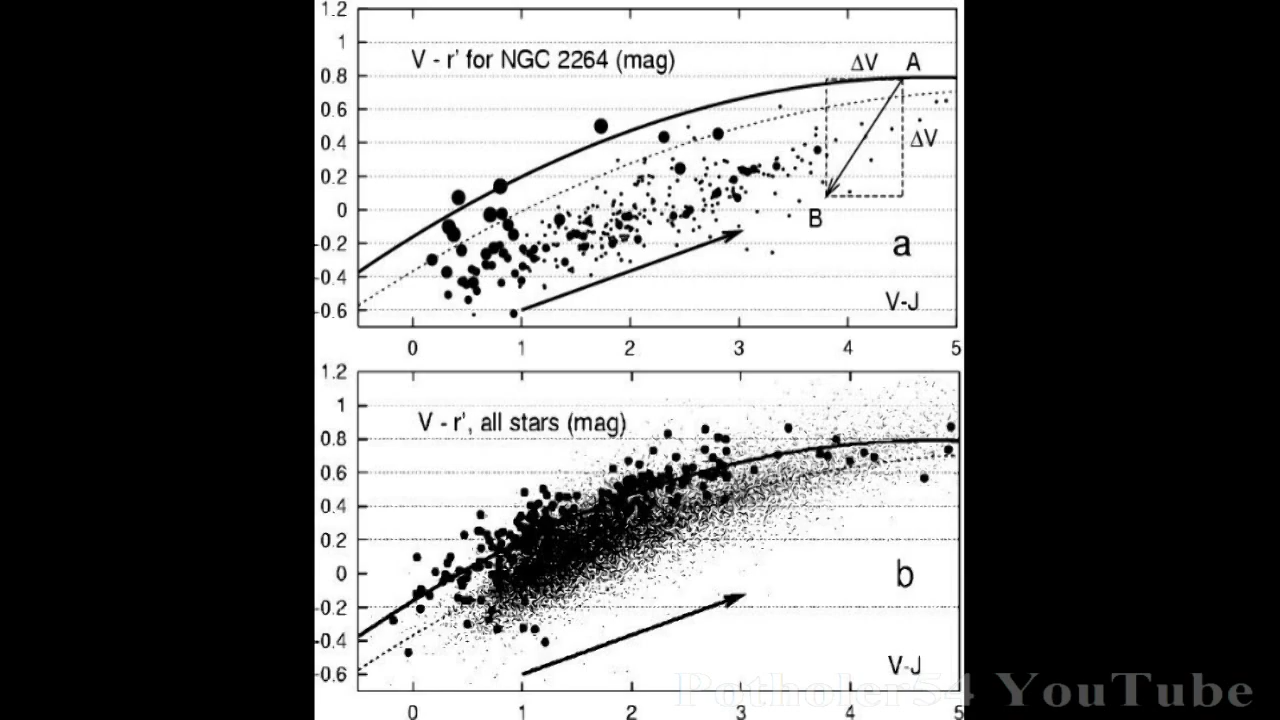 1.2
1
V - r' for NGC 2264 (mag)
ΔV
A
0.8
0.6
ΔV
0.4
0.2
0
B
a
-0.2
-0.4
V-J
-0.6
0 1 2 3 4 5
1.2
1
V - r', all stars (mag)
0.8
0.6
0.4
0.2
0
b
-0.2
-0.4
V-J
-0.6
Potholer54 YouTube
0 1 2 3 4 5